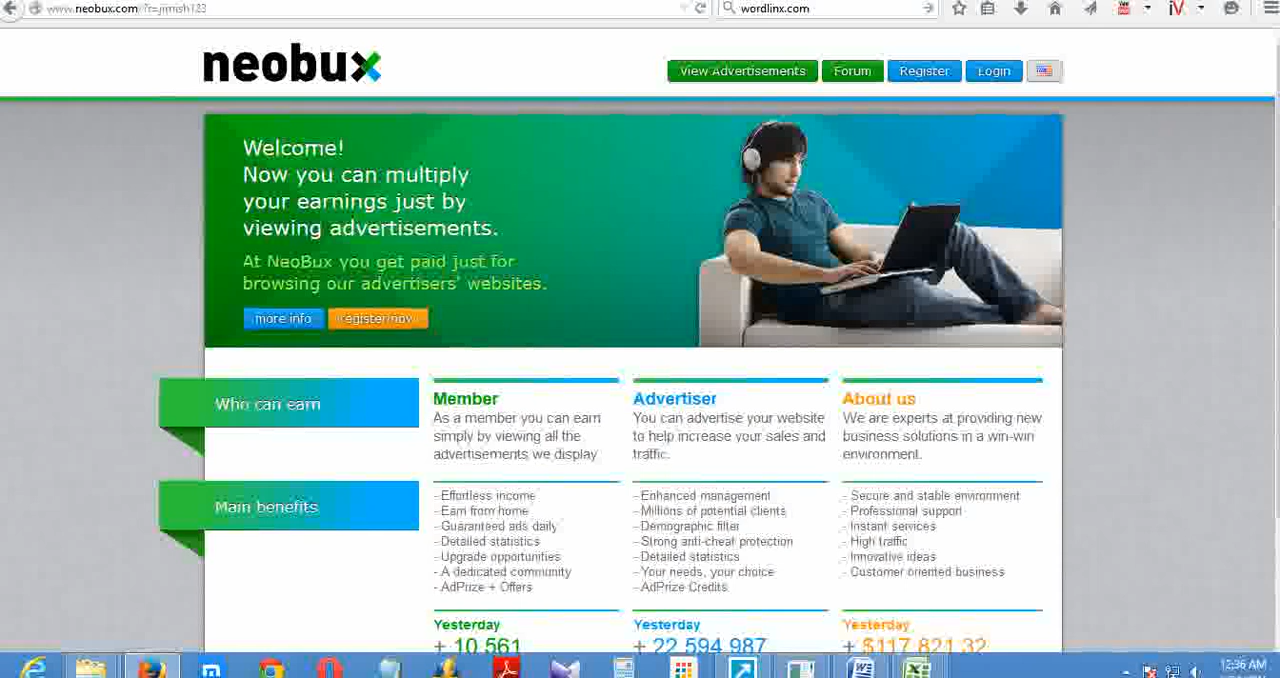 www.neobux.com/?r=jimish123
wordlinx.com
neobux
View Advertisements
Forum
Register
Login
Welcome!
Now you can multiply
your earnings just by
viewing advertisements.
At NeoBux you get paid just for
browsing our advertisers' websites.
more info
register now
Who can earn
Member
As a member you can earn
simply by viewing all the
advertisements we display
Advertiser
You can advertise your website
to help increase your sales and
traffic.
About us
We are experts at providing new
business solutions in a win-win
environment.
Main benefits
- Effortless income
- Earn from home
- Guaranteed ads daily
- Detailed statistics
- Upgrade opportunities
- A dedicated community
- AdPrize + Offers
- Enhanced management
- Millions of potential clients
- Demographic filter
- Strong anti-cheat protection
- Detailed statistics
- Your needs, your choice
- AdPrize Credits
- Secure and stable environment
- Professional support
- Instant services
- High traffic
- Innovative ideas
- Customer oriented business
Yesterday
+ 10,561
Yesterday
+ 22,594,987
Yesterday
+ $117,821.32
12:36 AM